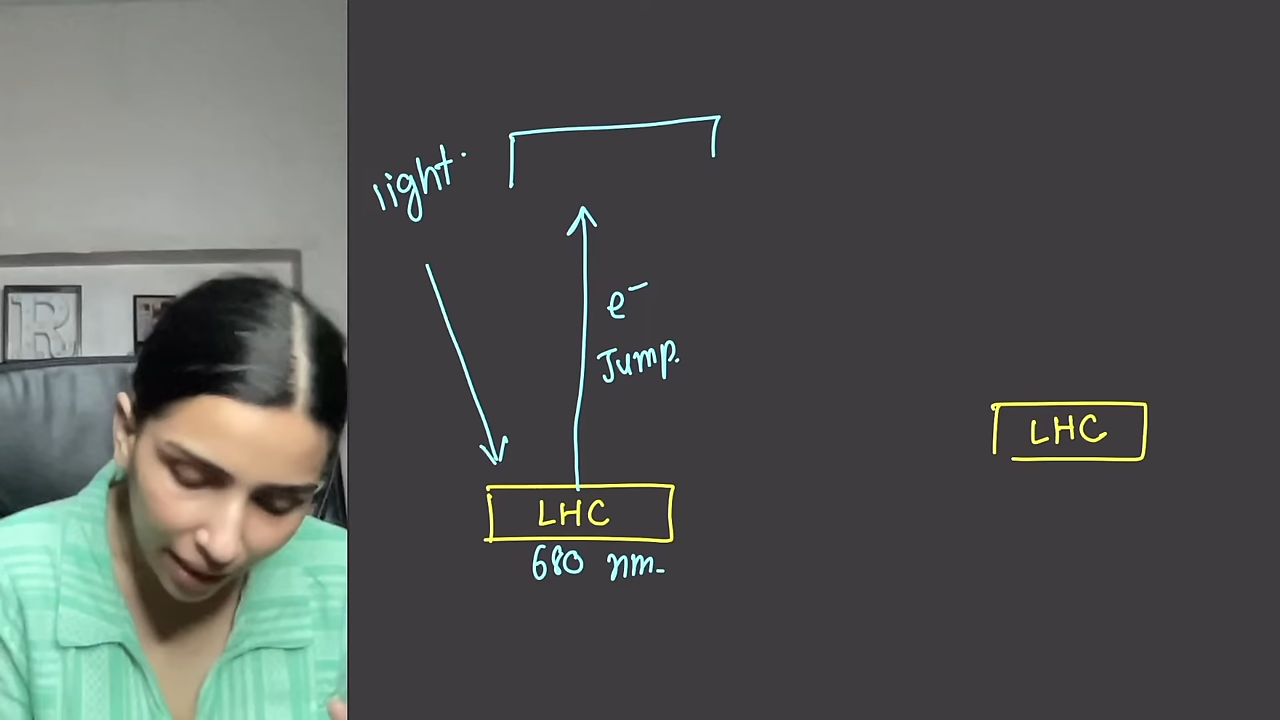 light.
e⁻
Jump.
LHC
LHC
680 nm.
R